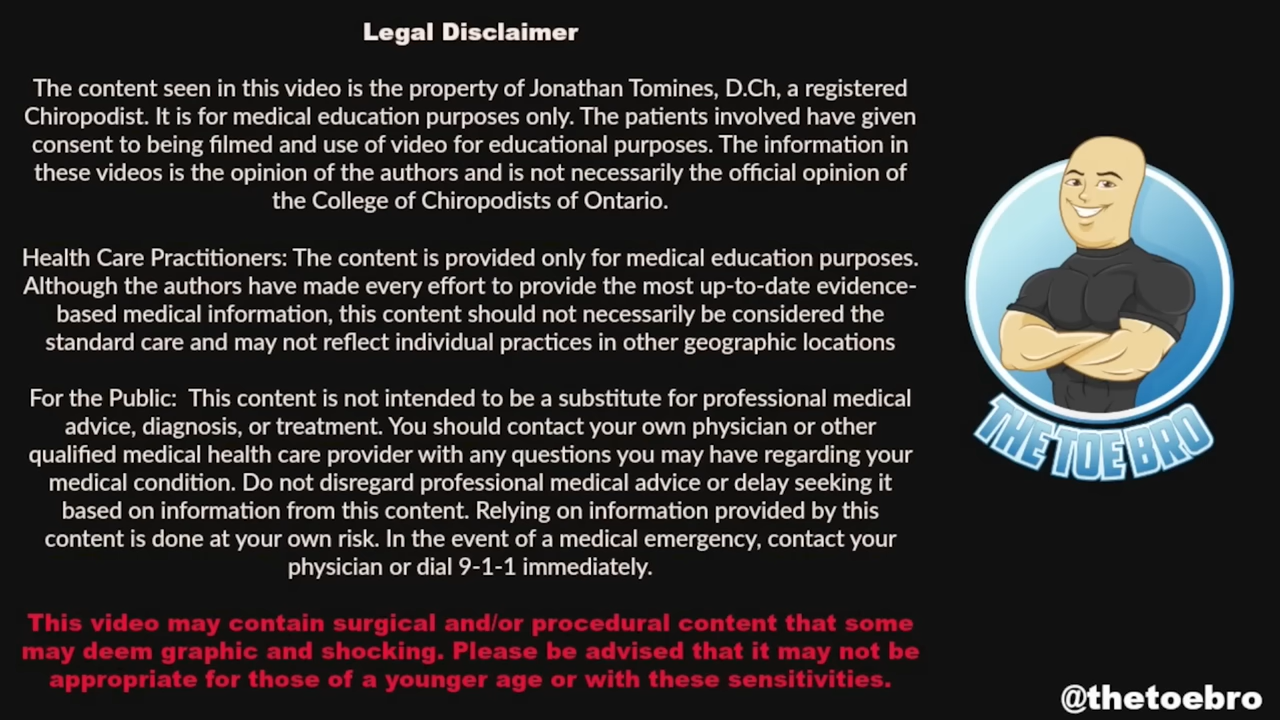 Legal Disclaimer
The content seen in this video is the property of Jonathan Tomines, D.Ch, a registered
Chiropodist. It is for medical education purposes only. The patients involved have given
consent to being filmed and use of video for educational purposes. The information in
these videos is the opinion of the authors and is not necessarily the official opinion of
the College of Chiropodists of Ontario.
Health Care Practitioners: The content is provided only for medical education purposes.
Although the authors have made every effort to provide the most up-to-date evidence-
based medical information, this content should not necessarily be considered the
standard care and may not reflect individual practices in other geographic locations
For the Public:  This content is not intended to be a substitute for professional medical
advice, diagnosis, or treatment. You should contact your own physician or other
qualified medical health care provider with any questions you may have regarding your
medical condition. Do not disregard professional medical advice or delay seeking it
based on information from this content. Relying on information provided by this
content is done at your own risk. In the event of a medical emergency, contact your
physician or dial 9-1-1 immediately.
This video may contain surgical and/or procedural content that some
may deem graphic and shocking. Please be advised that it may not be
appropriate for those of a younger age or with these sensitivities.
THE TOE BRO
@thetoebro